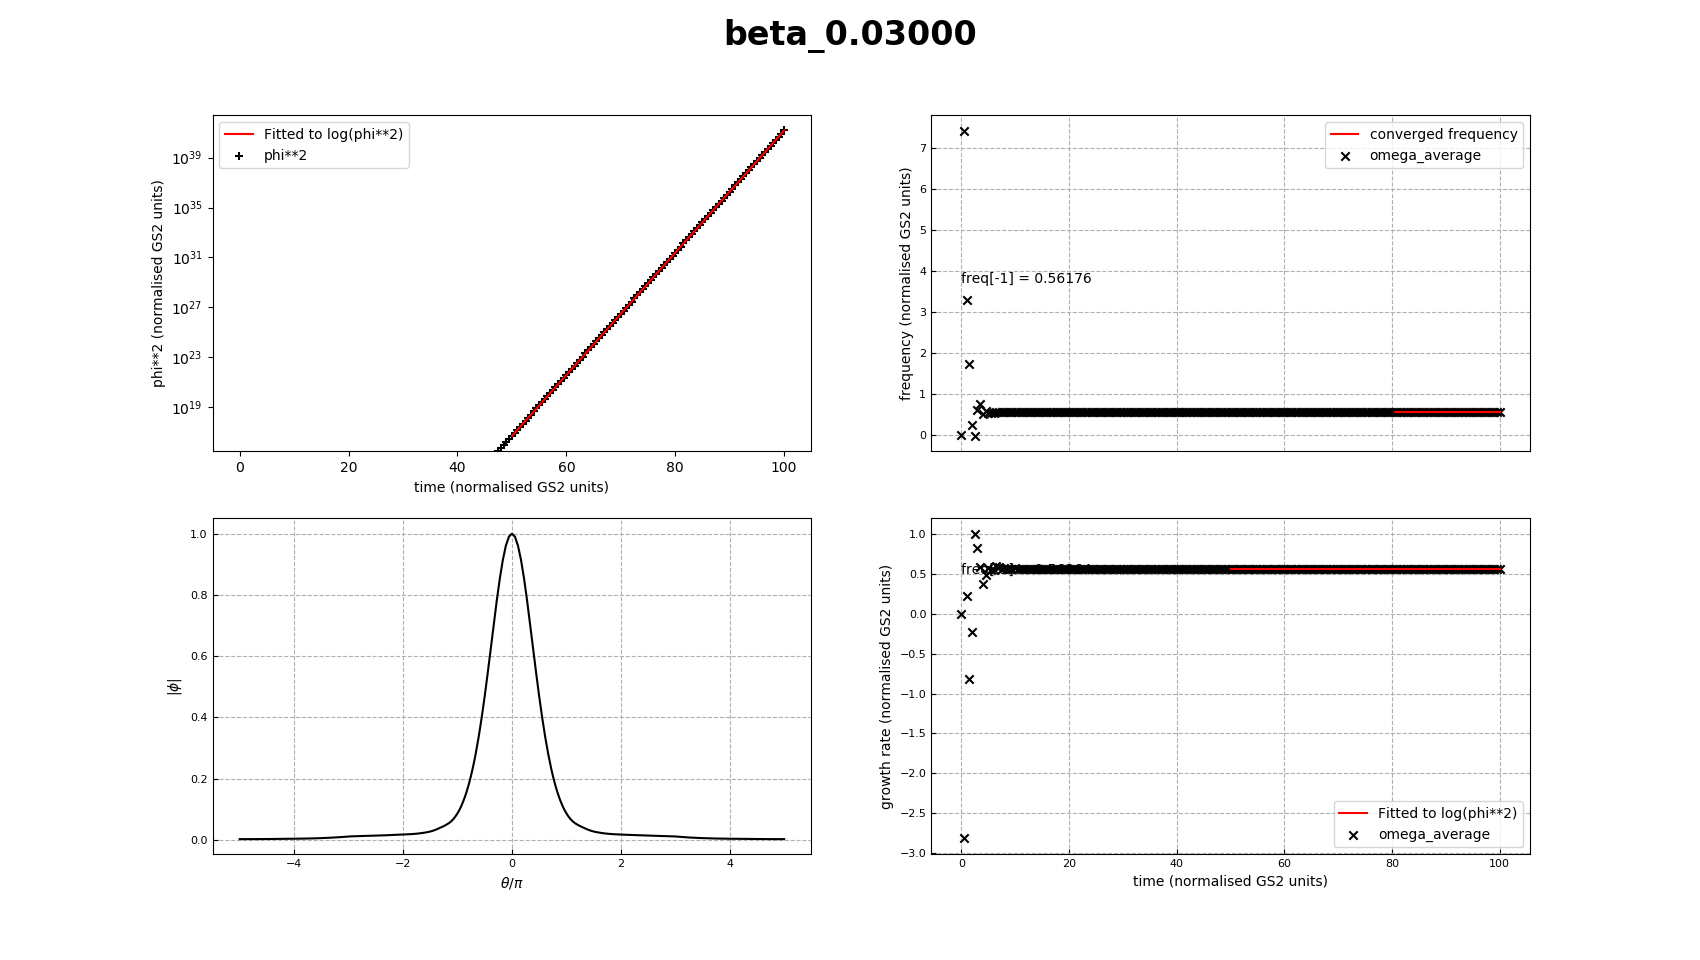 beta_0.03000
Fitted to log(phi**2)
phi**2
10^39
10^35
10^31
10^27
10^23
10^19
phi**2 (normalised GS2 units)
0 20 40 60 80 100
time (normalised GS2 units)
converged frequency
omega_average
freq[-1] = 0.56176
7
6
5
4
3
2
1
0
frequency (normalised GS2 units)
1.0
0.8
0.6
0.4
0.2
0.0
|ϕ|
−4 −2 0 2 4
θ/π
1.0
0.5
0.0
−0.5
−1.0
−1.5
−2.0
−2.5
−3.0
growth rate (normalised GS2 units)
Fitted to log(phi**2)
omega_average
0 20 40 60 80 100
time (normalised GS2 units)